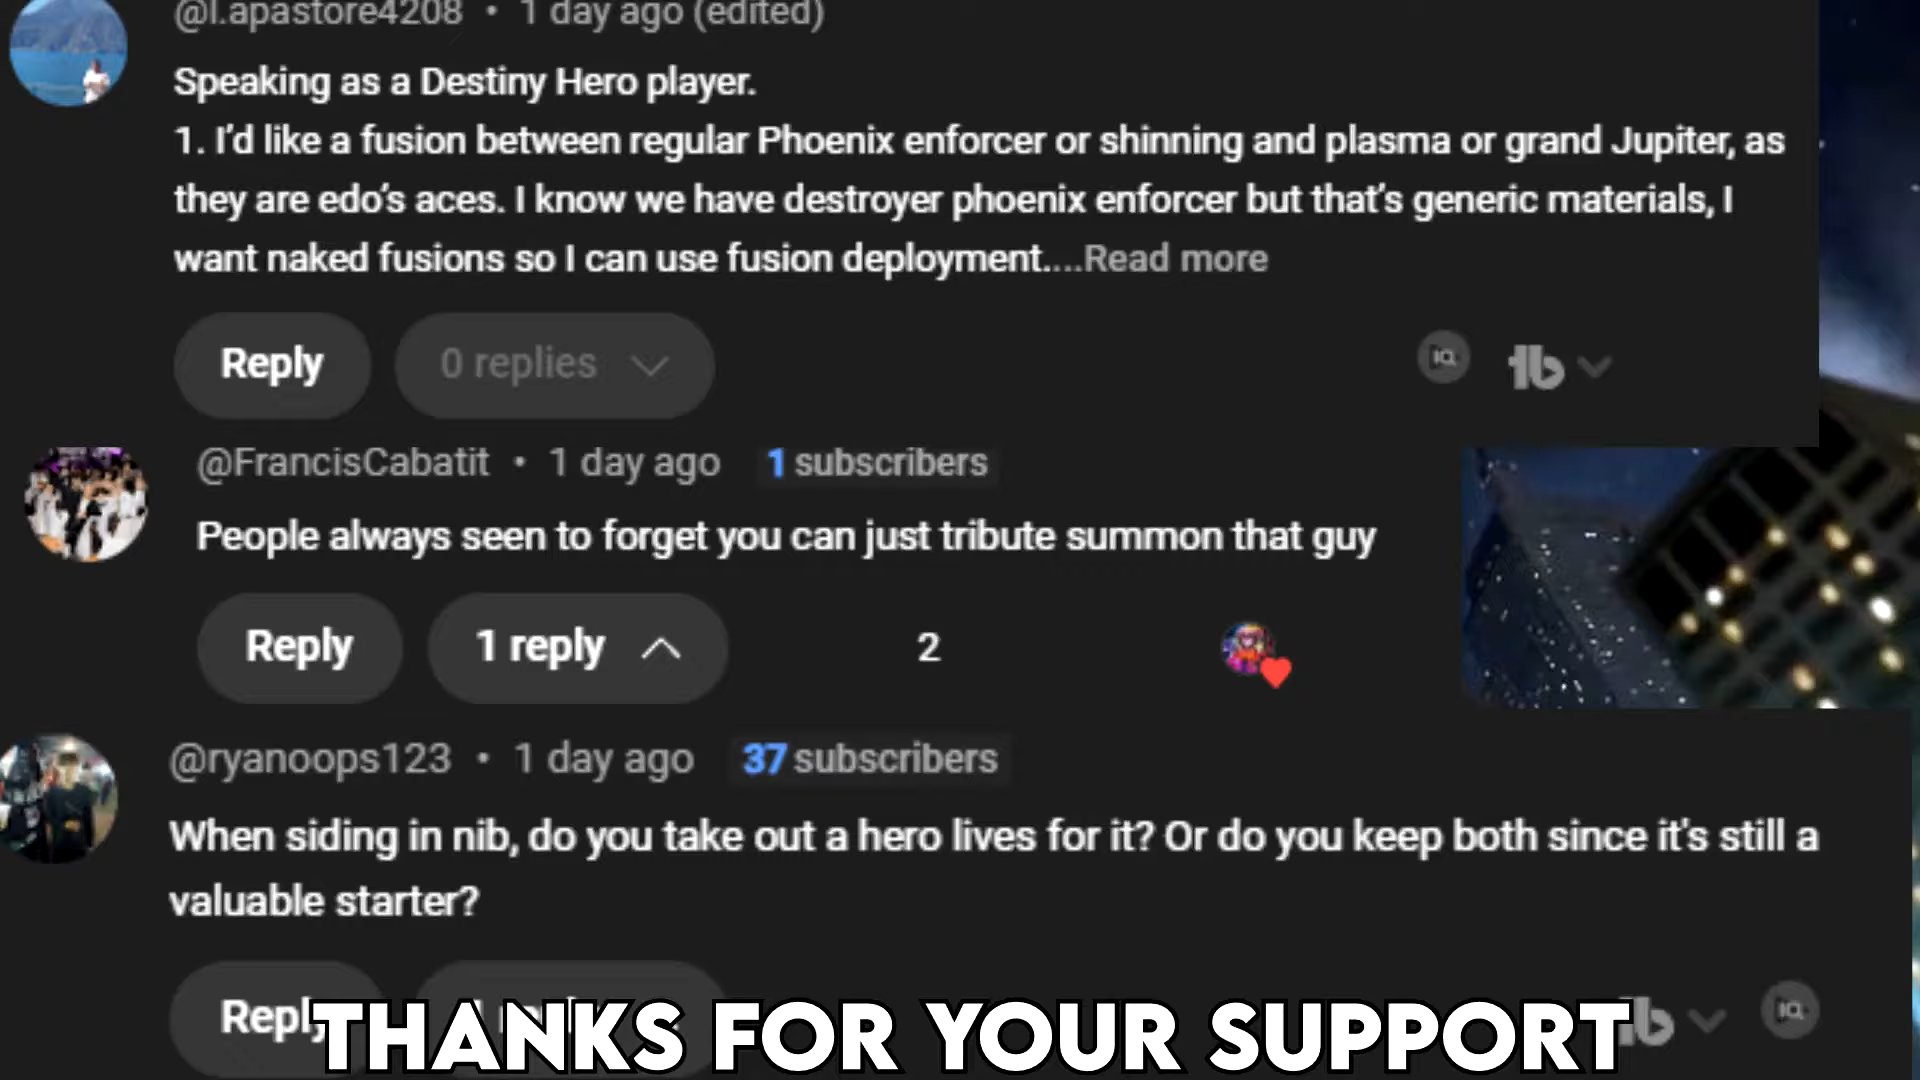 @l.apastore4208 • 1 day ago (edited)
Speaking as a Destiny Hero player.
1. I'd like a fusion between regular Phoenix enforcer or shinning and plasma or grand Jupiter, as
they are edo's aces. I know we have destroyer phoenix enforcer but that's generic materials, I
want naked fusions so I can use fusion deployment....Read more
Reply 0 replies
@FrancisCabatit • 1 day ago 1 subscribers
People always seen to forget you can just tribute summon that guy
Reply 1 reply 2
@ryanoops123 • 1 day ago 37 subscribers
When siding in nib, do you take out a hero lives for it? Or do you keep both since it's still a
valuable starter?
Reply
THANKS FOR YOUR SUPPORT